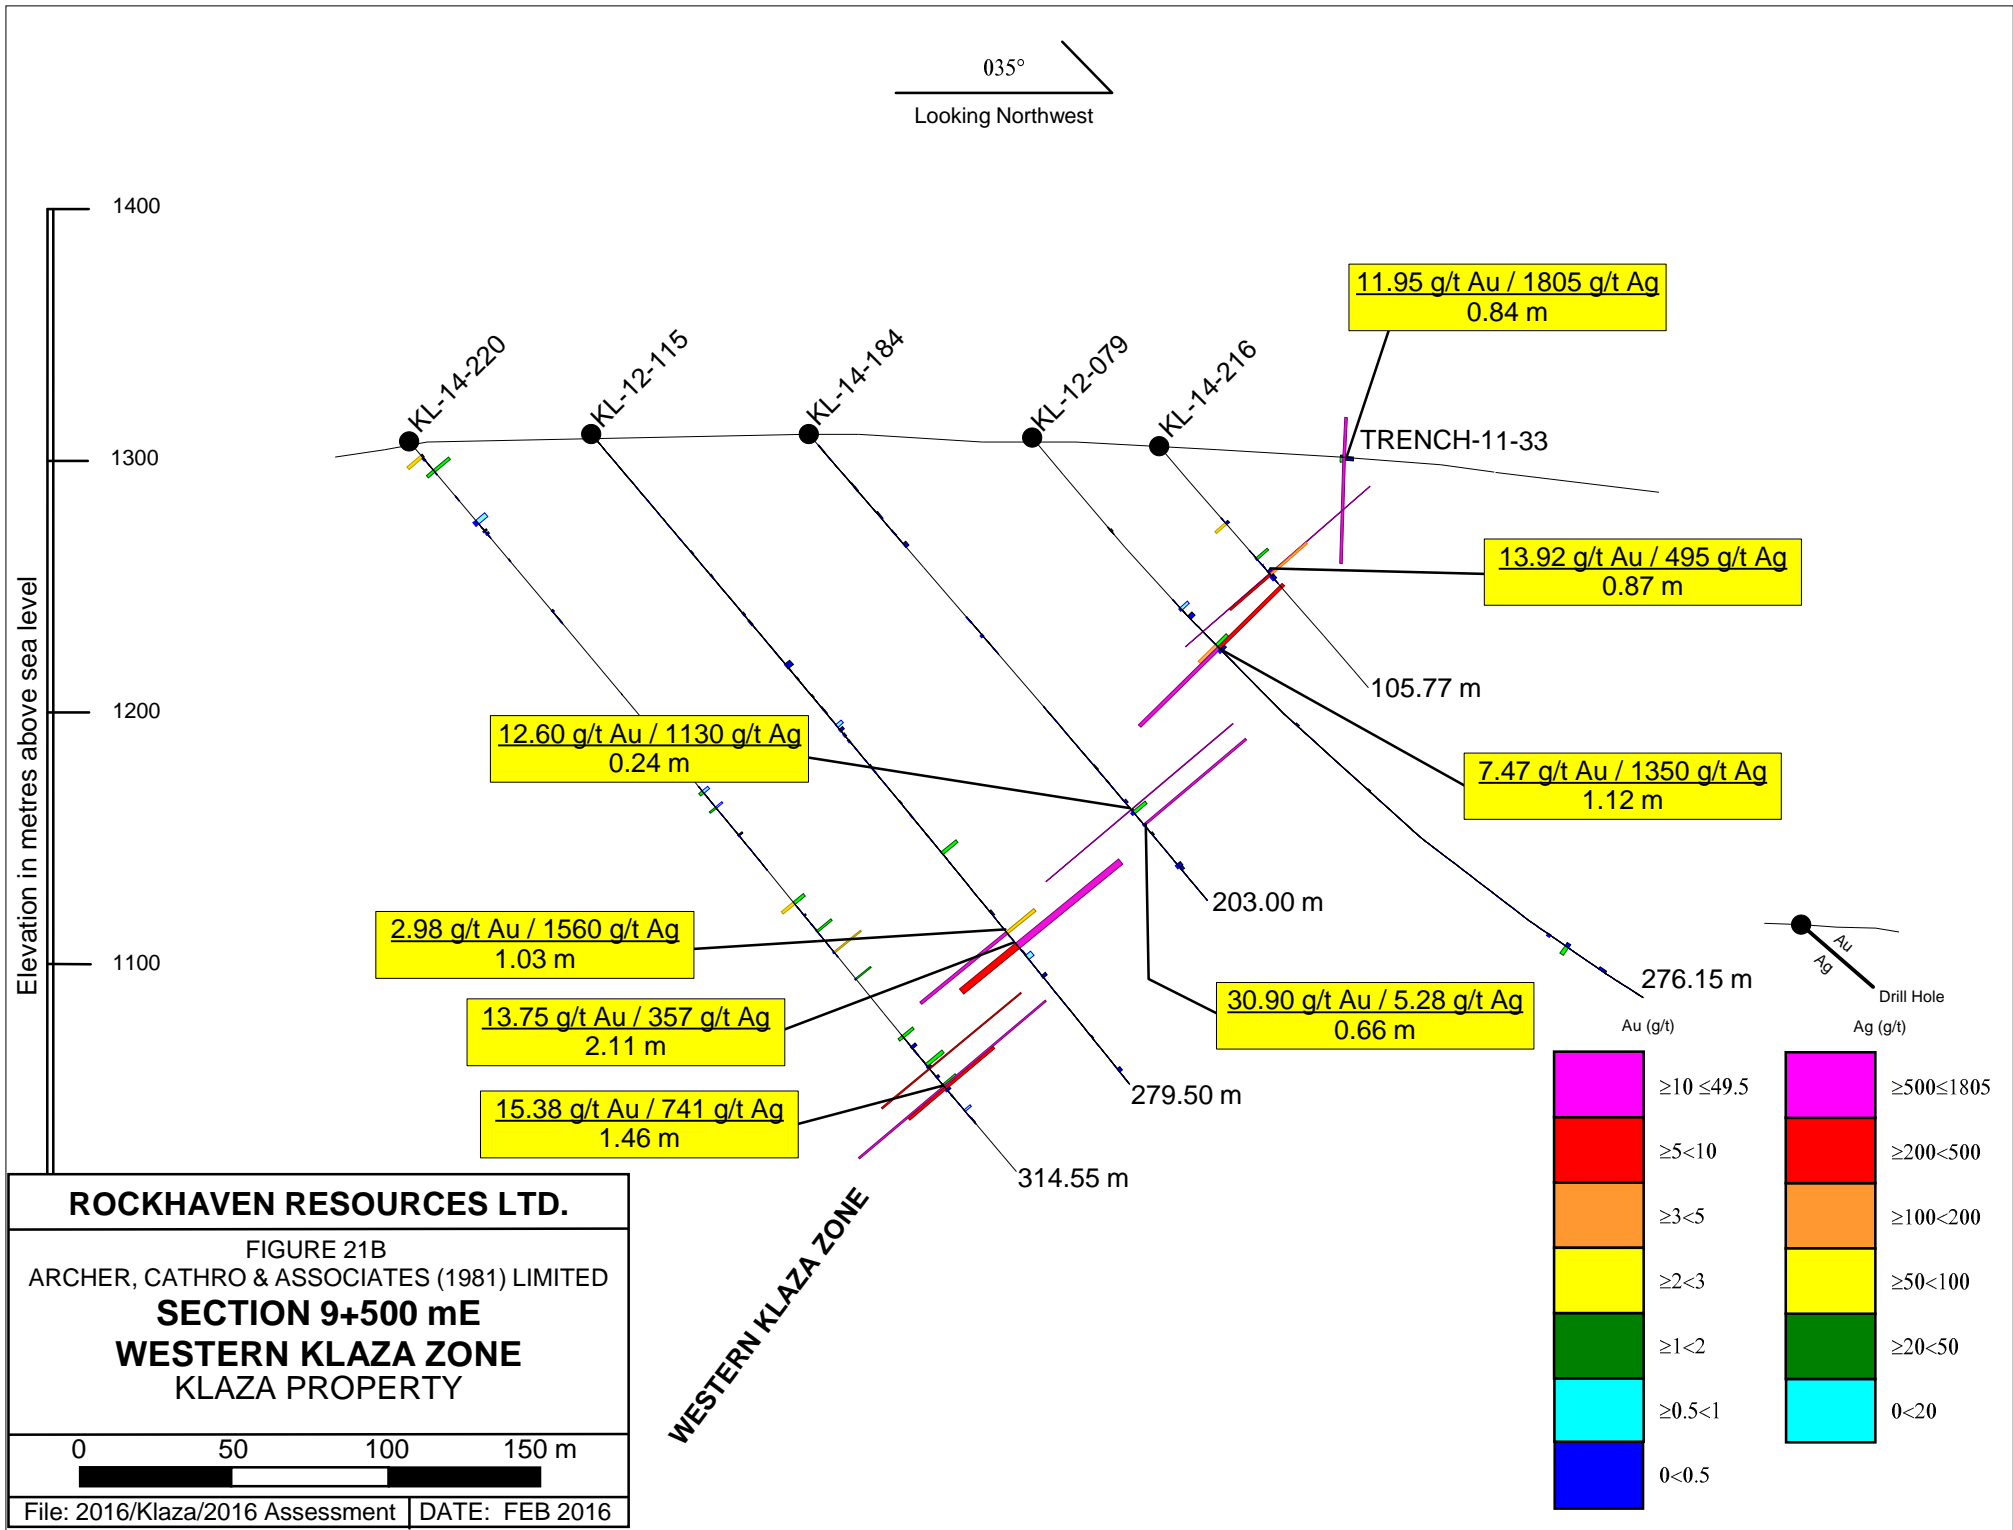 035°
Looking Northwest
1400
1300
1200
1100
Elevation in metres above sea level
KL-14-220
KL-12-115
KL-14-184
KL-12-079
KL-14-216
TRENCH-11-33
11.95 g/t Au / 1805 g/t Ag
0.84 m
13.92 g/t Au / 495 g/t Ag
0.87 m
105.77 m
12.60 g/t Au / 1130 g/t Ag
0.24 m
7.47 g/t Au / 1350 g/t Ag
1.12 m
203.00 m
2.98 g/t Au / 1560 g/t Ag
1.03 m
276.15 m
13.75 g/t Au / 357 g/t Ag
2.11 m
30.90 g/t Au / 5.28 g/t Ag
0.66 m
279.50 m
15.38 g/t Au / 741 g/t Ag
1.46 m
314.55 m
WESTERN KLAZA ZONE
Au
Ag
Drill Hole
Au (g/t)
Ag (g/t)
≥10 ≤49.5
≥500≤1805
≥5<10
≥200<500
≥3<5
≥100<200
≥2<3
≥50<100
≥1<2
≥20<50
≥0.5<1
0<20
0<0.5
ROCKHAVEN RESOURCES LTD.
FIGURE 21B
ARCHER, CATHRO & ASSOCIATES (1981) LIMITED
SECTION 9+500 mE
WESTERN KLAZA ZONE
KLAZA PROPERTY
0 50 100 150 m
File: 2016/Klaza/2016 Assessment DATE: FEB 2016